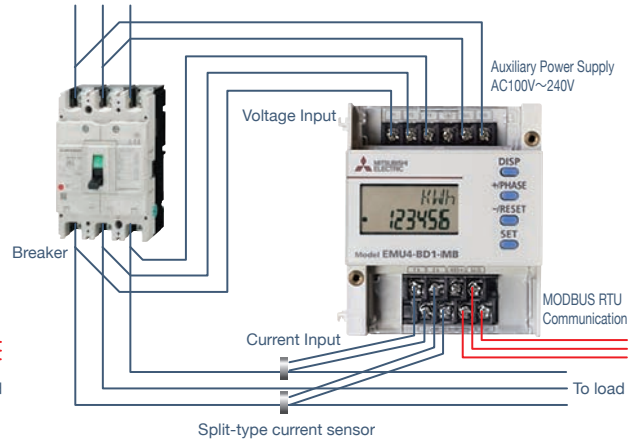 Auxiliary Power Supply
AC100V～240V
Voltage Input
MITSUBISHI
ELECTRIC
DISP
+/PHASE
-/RESET
SET
KWh
123456
Model EMU4-BD1-MB
Breaker
MODBUS RTU
Communication
Current Input
To load
Split-type current sensor